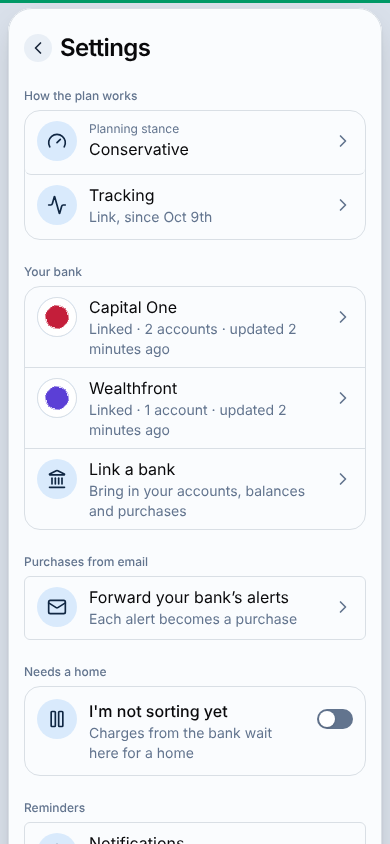 Settings
How the plan works
Planning stance
Conservative
Tracking
Link, since Oct 9th
Your bank
Capital One
Linked · 2 accounts · updated 2
minutes ago
Wealthfront
Linked · 1 account · updated 2
minutes ago
Link a bank
Bring in your accounts, balances
and purchases
Purchases from email
Forward your bank’s alerts
Each alert becomes a purchase
Needs a home
I'm not sorting yet
Charges from the bank wait
here for a home
Reminders
Notifications